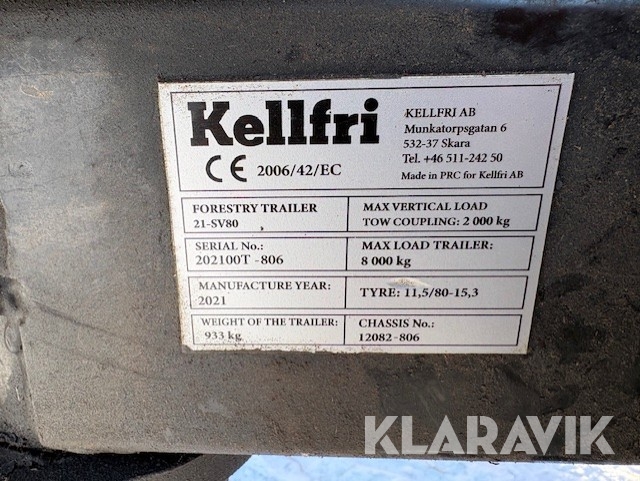 Kellfri
CE 2006/42/EC
KELLFRI AB
Munkatorpsgatan 6
532-37 Skara
Tel. +46 511-242 50
Made in PRC for Kellfri AB
FORESTRY TRAILER
21-SV80
MAX VERTICAL LOAD
TOW COUPLING: 2 000 kg
SERIAL No.:
202100T -806
MAX LOAD TRAILER:
8 000 kg
MANUFACTURE YEAR:
2021
TYRE: 11,5/80-15,3
WEIGHT OF THE TRAILER:
933 kg
CHASSIS No.:
12082-806
KLARAVIK